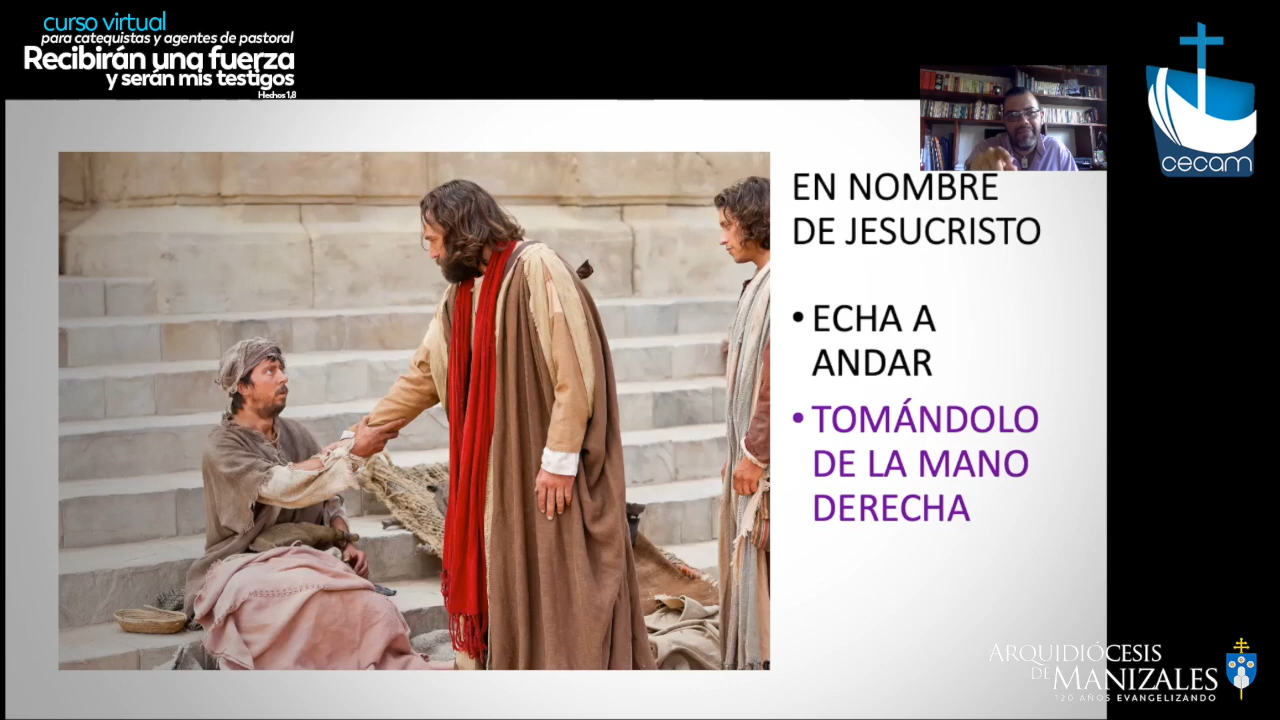 curso virtual
para catequistas y agentes de pastoral
Recibirán una fuerza
y serán mis testigos
Hechos 1,8
cecam
EN NOMBRE
DE JESUCRISTO
• ECHA A
ANDAR
• TOMÁNDOLO
DE LA MANO
DERECHA
ARQUIDIÓCESIS
DE MANIZALES
120 AÑOS EVANGELIZANDO